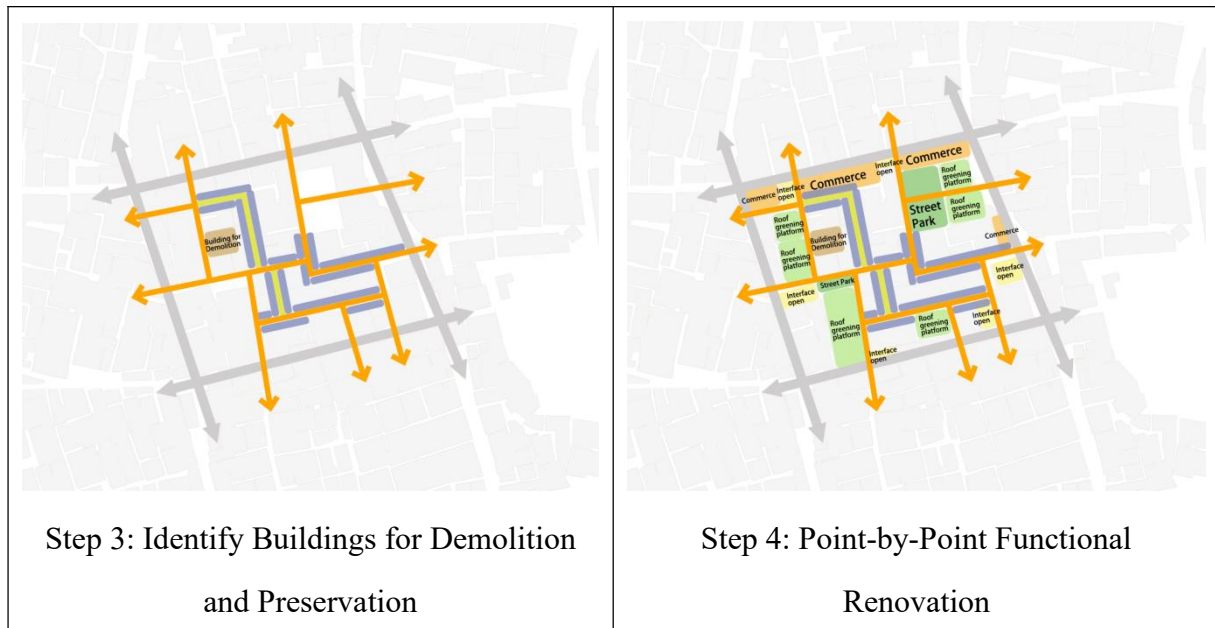 Building for
Demolition
Step 3: Identify Buildings for Demolition
and Preservation
Commerce
Interface
open
Commerce
Interface
open
Commerce
Roof
greening
platform
Street
Park
Roof
greening
platform
Roof
greening
platform
Building for
Demolition
Roof
greening
platform
Commerce
Interface
open
Street Park
Interface
open
Roof
greening
platform
Roof
greening
platform
Interface
open
Interface
open
Step 4: Point-by-Point Functional
Renovation